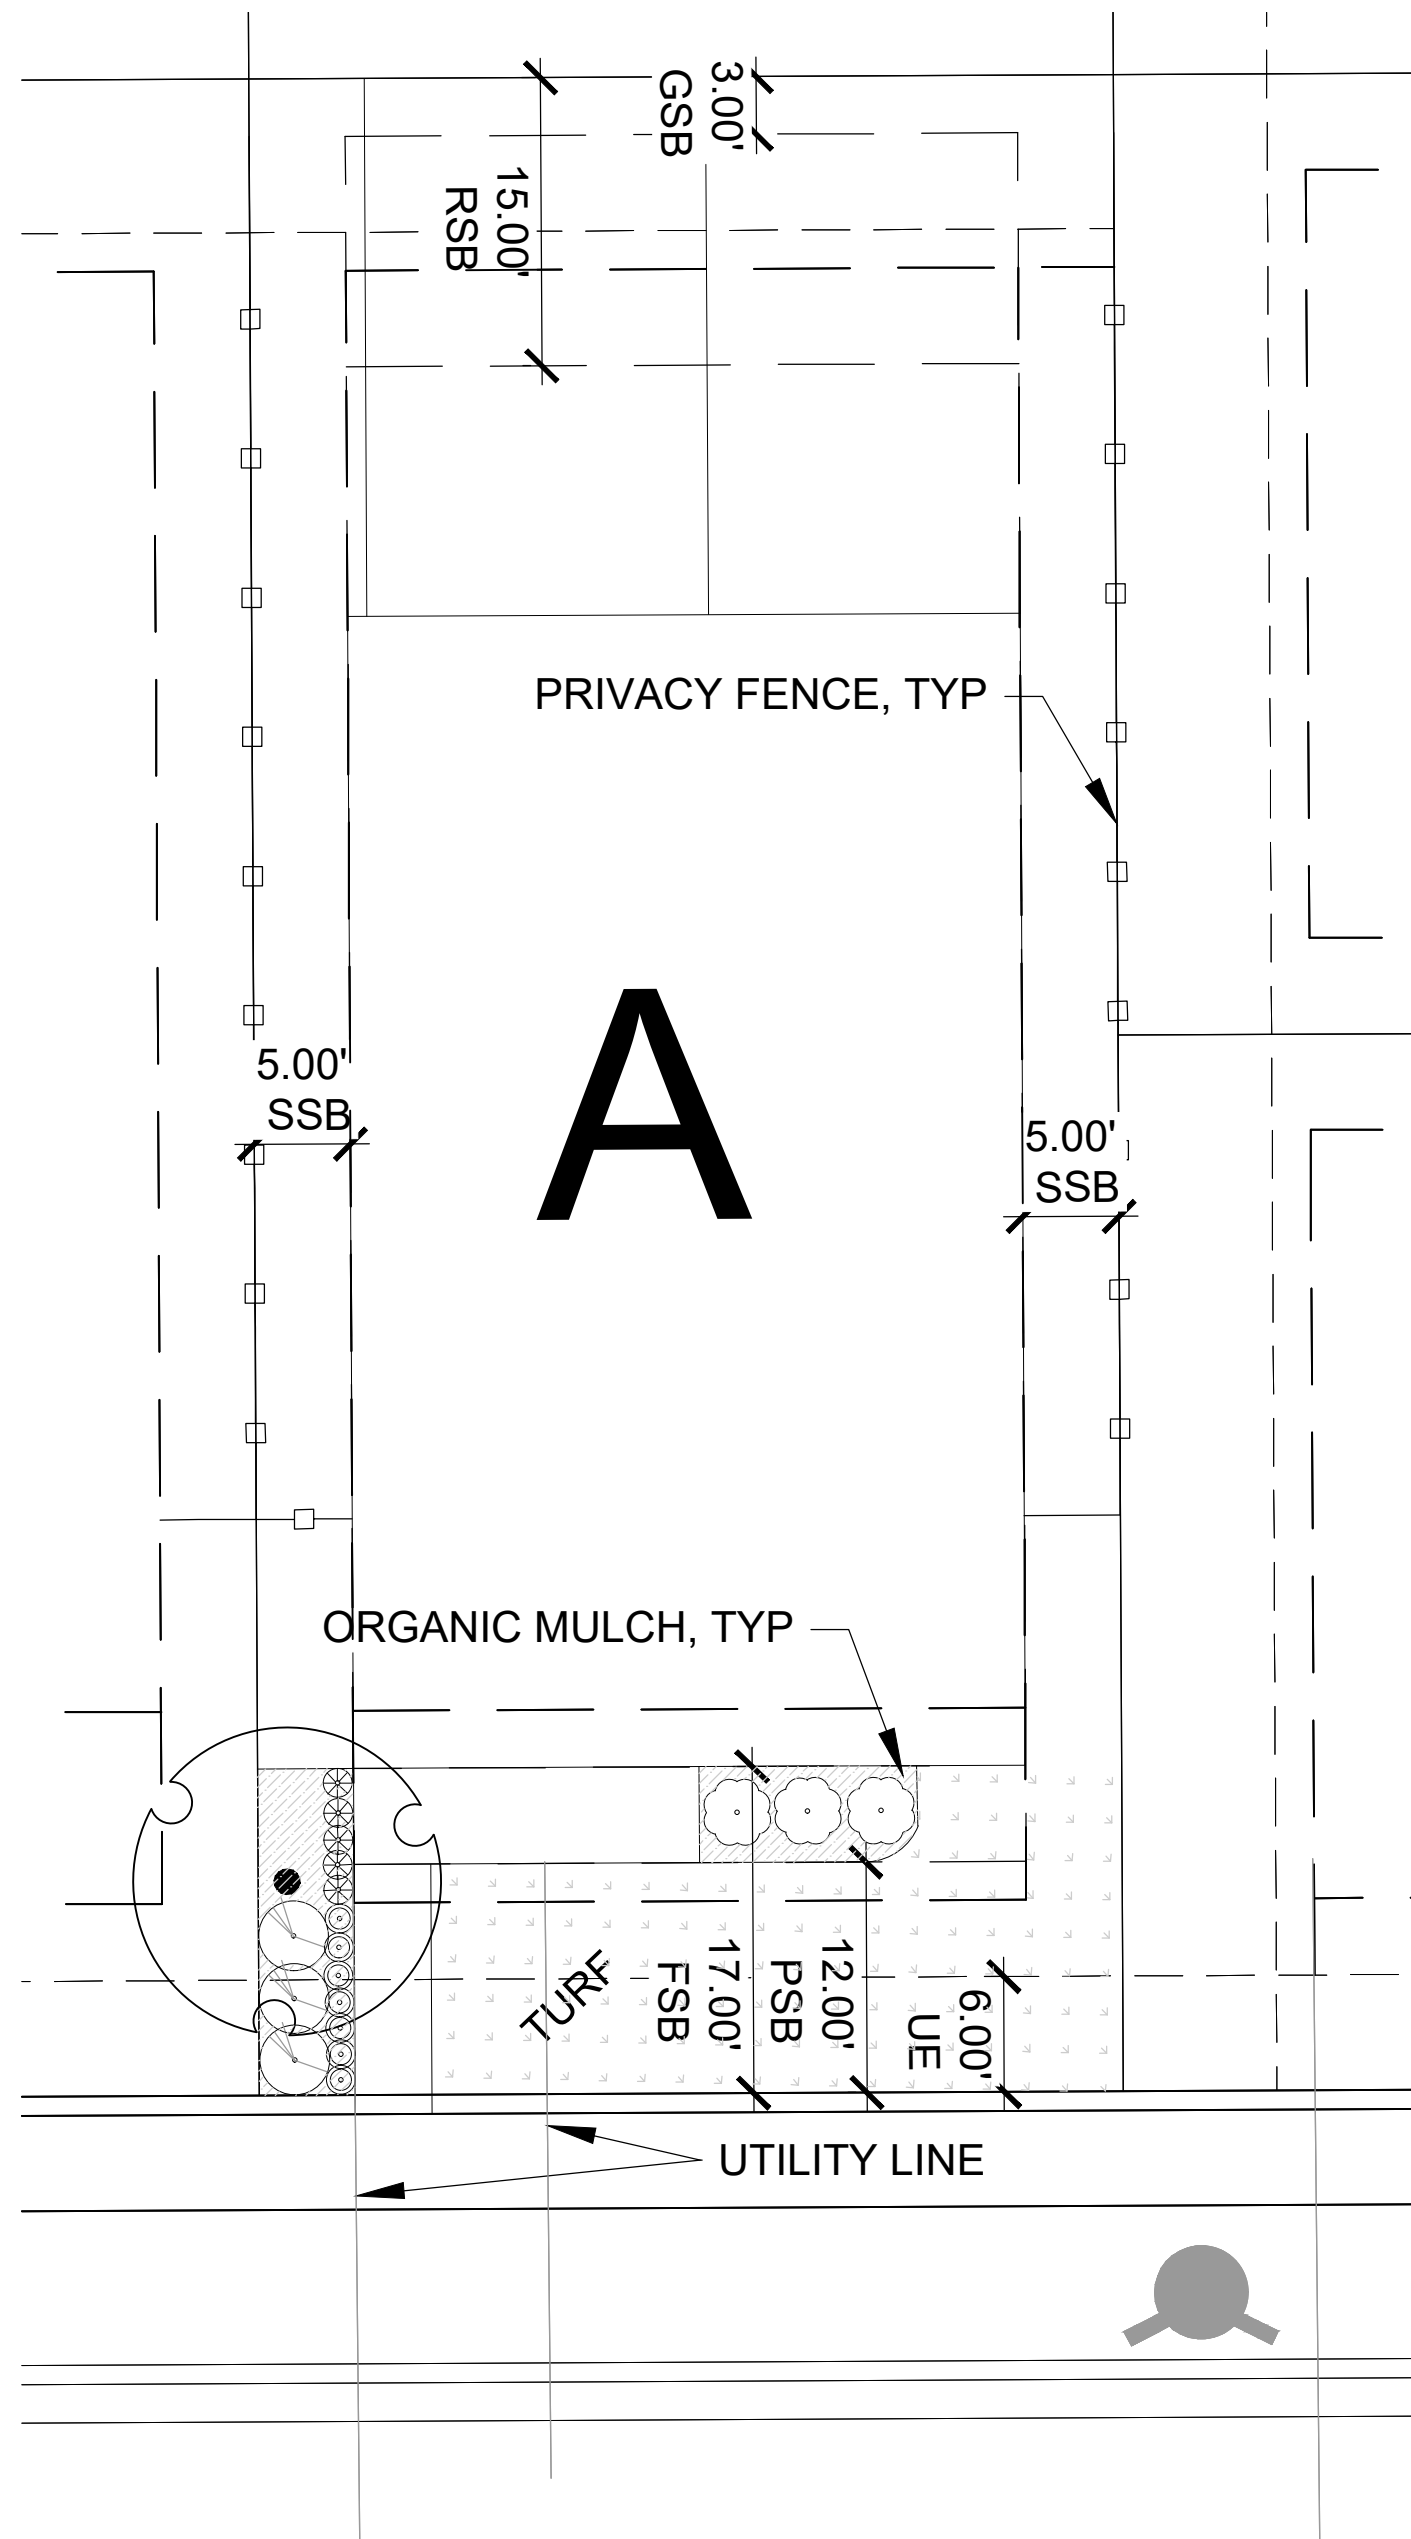 3.00'
GSB
15.00'
RSB
PRIVACY FENCE, TYP
A
5.00'
SSB
5.00'
SSB
ORGANIC MULCH, TYP
TURF
17.00'
FSB
12.00'
PSB
6.00'
UE
UTILITY LINE